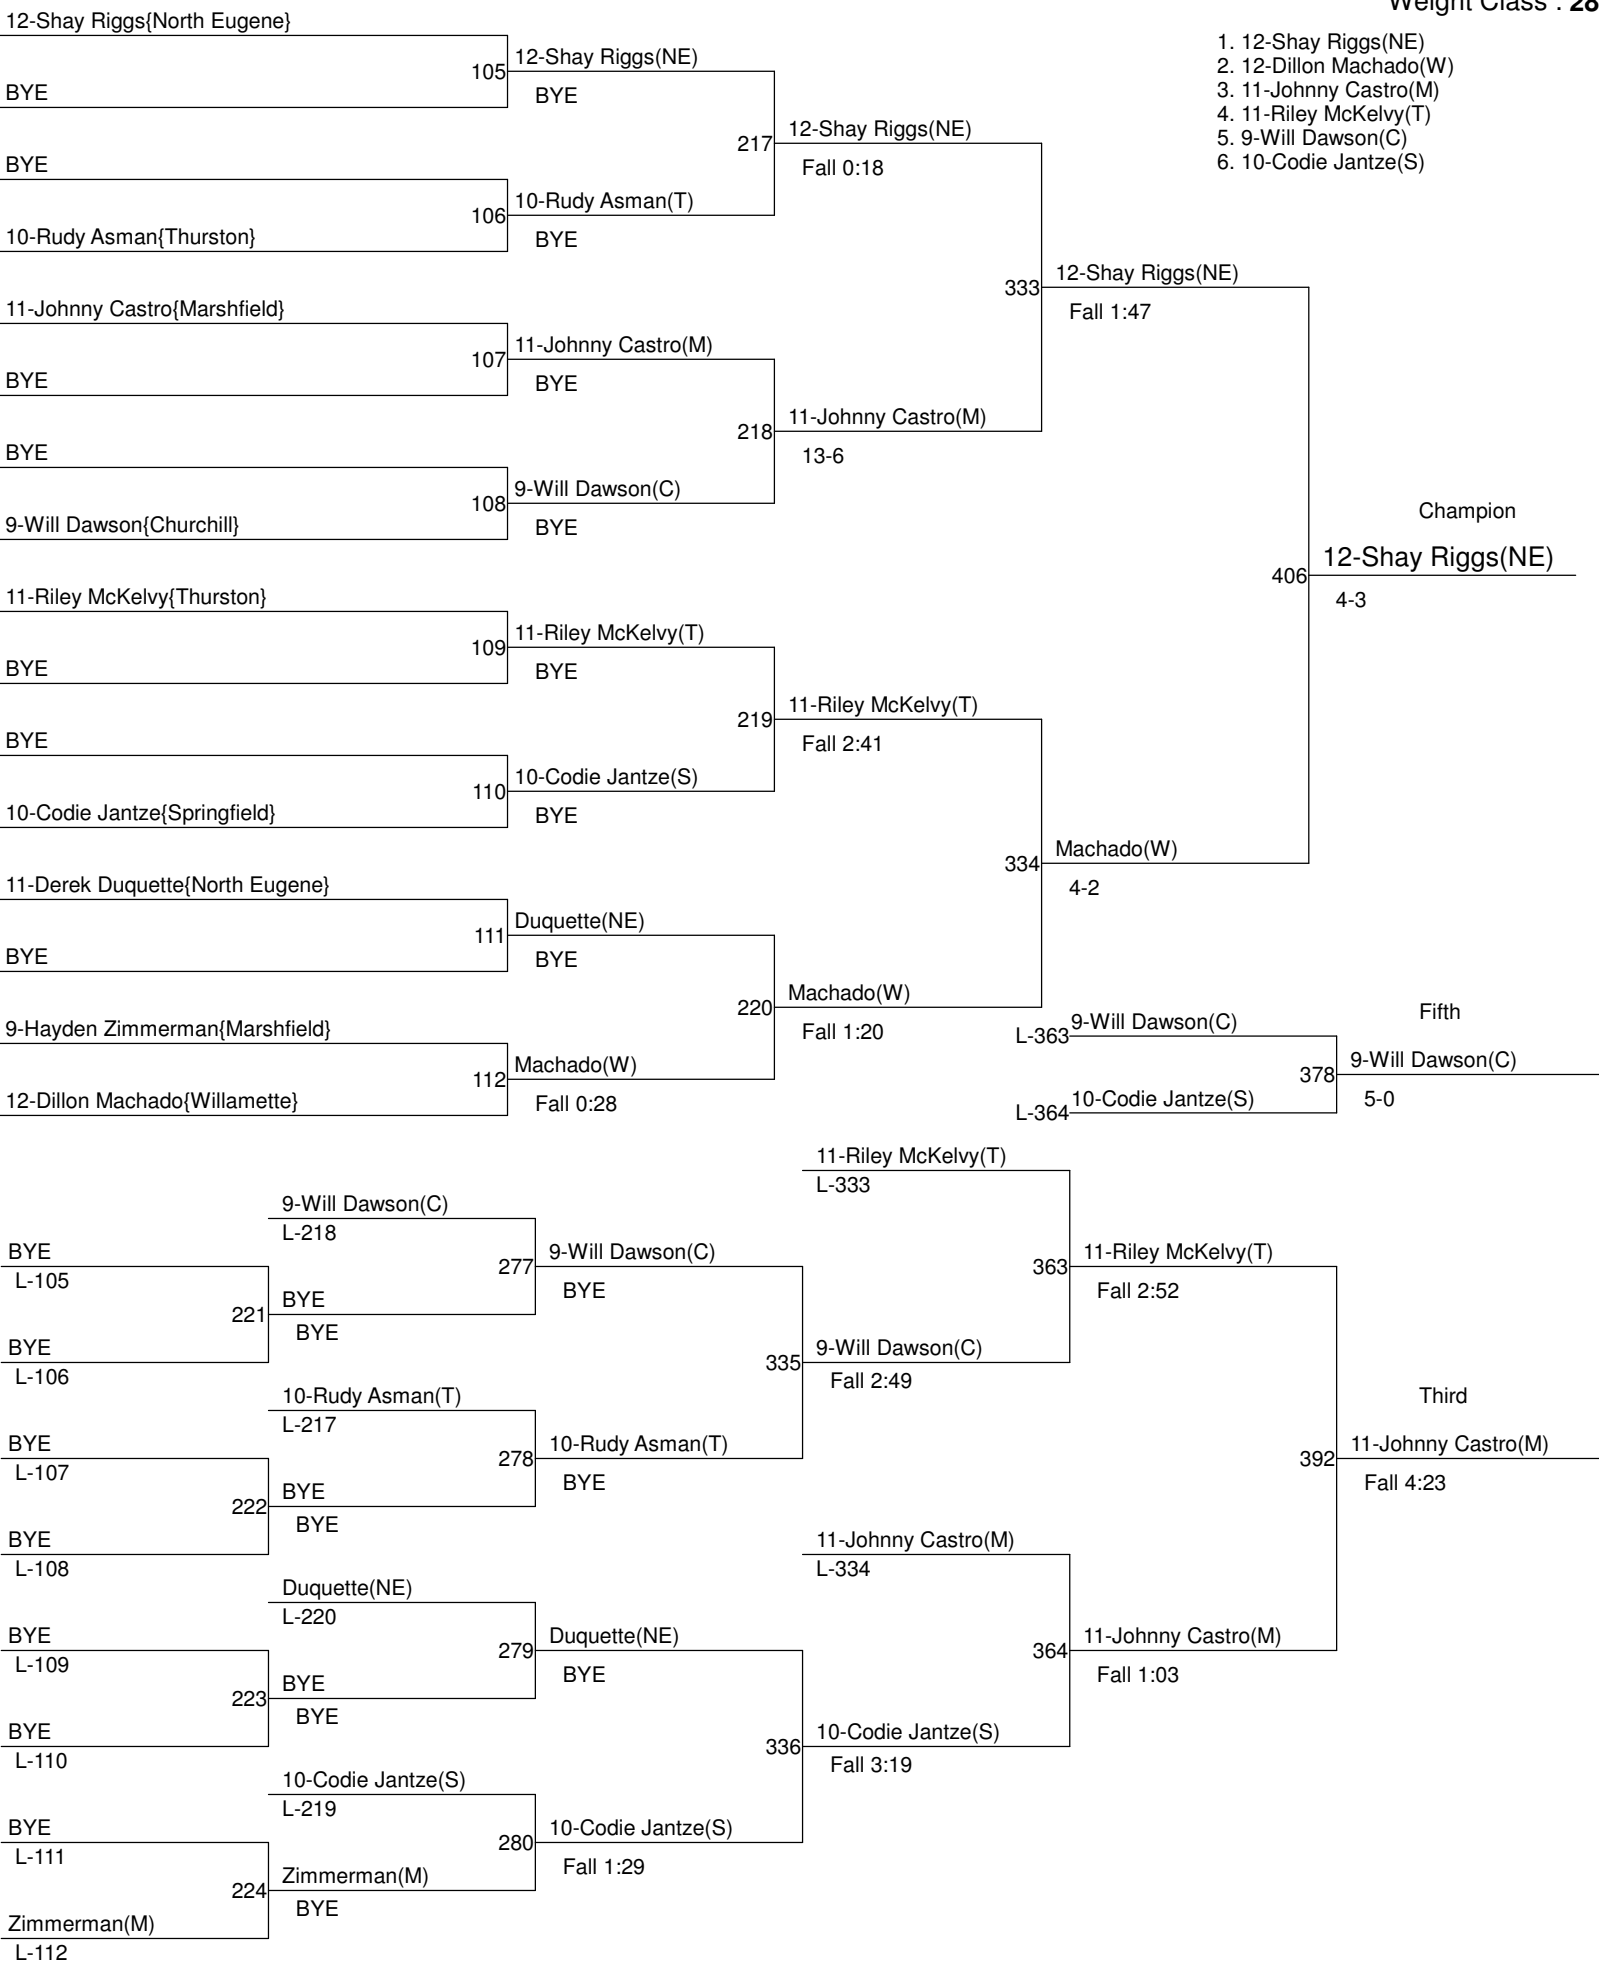 Weight Class : 28
12-Shay Riggs{North Eugene}
BYE
BYE
10-Rudy Asman{Thurston}
11-Johnny Castro{Marshfield}
BYE
BYE
9-Will Dawson{Churchill}
11-Riley McKelvy{Thurston}
BYE
BYE
10-Codie Jantze{Springfield}
11-Derek Duquette{North Eugene}
BYE
9-Hayden Zimmerman{Marshfield}
12-Dillon Machado{Willamette}
105
12-Shay Riggs(NE)
BYE
106
10-Rudy Asman(T)
BYE
107
11-Johnny Castro(M)
BYE
108
9-Will Dawson(C)
BYE
109
11-Riley McKelvy(T)
BYE
110
10-Codie Jantze(S)
BYE
111
Duquette(NE)
BYE
112
Machado(W)
Fall 0:28
217
12-Shay Riggs(NE)
Fall 0:18
218
11-Johnny Castro(M)
13-6
219
11-Riley McKelvy(T)
Fall 2:41
220
Machado(W)
Fall 1:20
333
12-Shay Riggs(NE)
Fall 1:47
334
Machado(W)
4-2
1. 12-Shay Riggs(NE)
2. 12-Dillon Machado(W)
3. 11-Johnny Castro(M)
4. 11-Riley McKelvy(T)
5. 9-Will Dawson(C)
6. 10-Codie Jantze(S)
Champion
406
12-Shay Riggs(NE)
4-3
L-363
9-Will Dawson(C)
L-364
10-Codie Jantze(S)
Fifth
378
9-Will Dawson(C)
5-0
BYE
L-105
BYE
L-106
BYE
L-107
BYE
L-108
BYE
L-109
BYE
L-110
BYE
L-111
Zimmerman(M)
L-112
9-Will Dawson(C)
L-218
221
BYE
BYE
10-Rudy Asman(T)
L-217
222
BYE
BYE
Duquette(NE)
L-220
223
BYE
BYE
10-Codie Jantze(S)
L-219
224
Zimmerman(M)
BYE
277
9-Will Dawson(C)
BYE
278
10-Rudy Asman(T)
BYE
279
Duquette(NE)
BYE
280
10-Codie Jantze(S)
Fall 1:29
11-Riley McKelvy(T)
L-333
335
9-Will Dawson(C)
Fall 2:49
11-Johnny Castro(M)
L-334
336
10-Codie Jantze(S)
Fall 3:19
363
11-Riley McKelvy(T)
Fall 2:52
364
11-Johnny Castro(M)
Fall 1:03
Third
392
11-Johnny Castro(M)
Fall 4:23